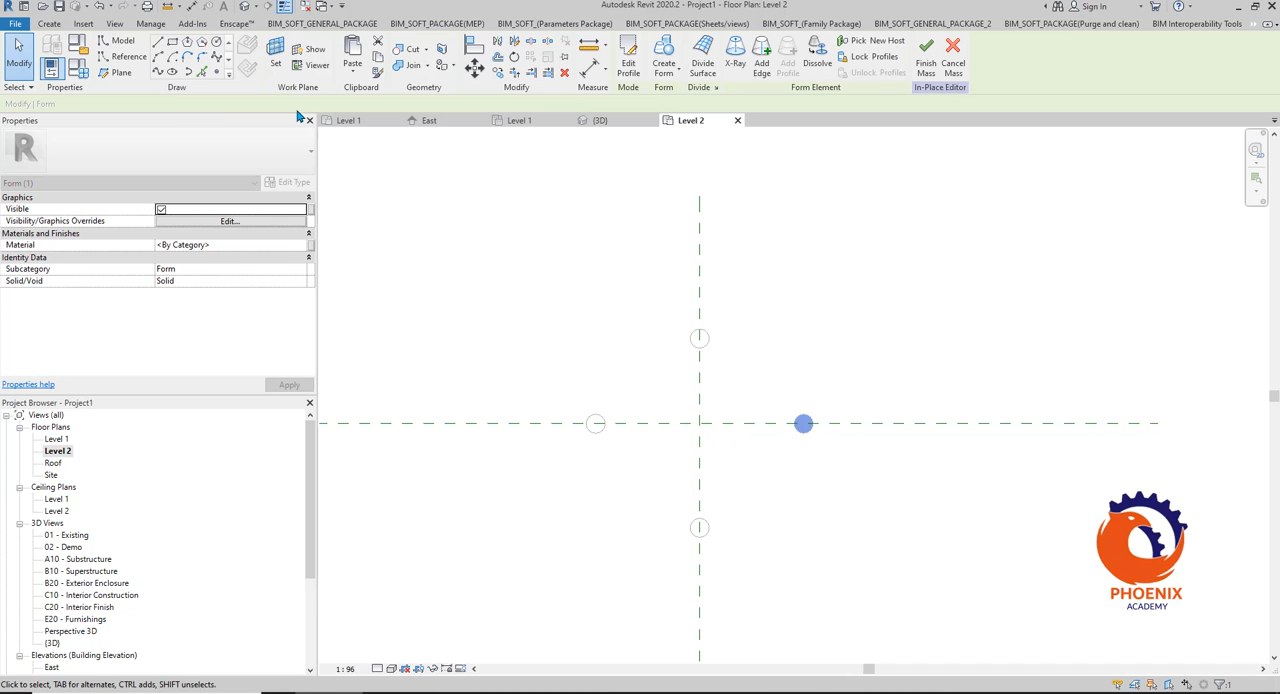 Autodesk Revit 2020.2 - Project1 - Floor Plan: Level 2
Sign In
File Create Insert View Manage Add-Ins Enscape™ BIM_SOFT_GENERAL_PACKAGE BIM_SOFT_PACKAGE(MEP) BIM_SOFT_(Parameters Package) BIM_SOFT_PACKAGE(Sheets/views) BIM_SOFT_(Family Package) BIM_SOFT_GENERAL_PACKAGE_2 BIM_SOFT_PACKAGE(Purge and clean) BIM Interoperability Tools
Modify
Model
Reference
Plane
Set
Show
Viewer
Paste
Cut
Join
Edit Profile
Create Form
Divide Surface
X-Ray
Add Edge
Add Profile
Dissolve
Pick New Host
Lock Profiles
Unlock Profiles
Finish Mass
Cancel Mass
Select Properties Draw Work Plane Clipboard Geometry Modify Measure Mode Form Divide Form Element In-Place Editor
Modify | Form
Properties
Level 1 East Level 1 {3D} Level 2
Form (1) Edit Type
Graphics
Visible
Visibility/Graphics Overrides Edit...
Materials and Finishes
Material <By Category>
Identity Data
Subcategory Form
Solid/Void Solid
Properties help Apply
Project Browser - Project1
Views (all)
Floor Plans
Level 1
Level 2
Roof
Site
Ceiling Plans
Level 1
Level 2
3D Views
01 - Existing
02 - Demo
A10 - Substructure
B10 - Superstructure
B20 - Exterior Enclosure
C10 - Interior Construction
C20 - Interior Finish
E20 - Furnishings
Perspective 3D
{3D}
Elevations (Building Elevation)
East
PHOENIX
ACADEMY
1 : 96
Click to select, TAB for alternates, CTRL adds, SHIFT unselects.
:1